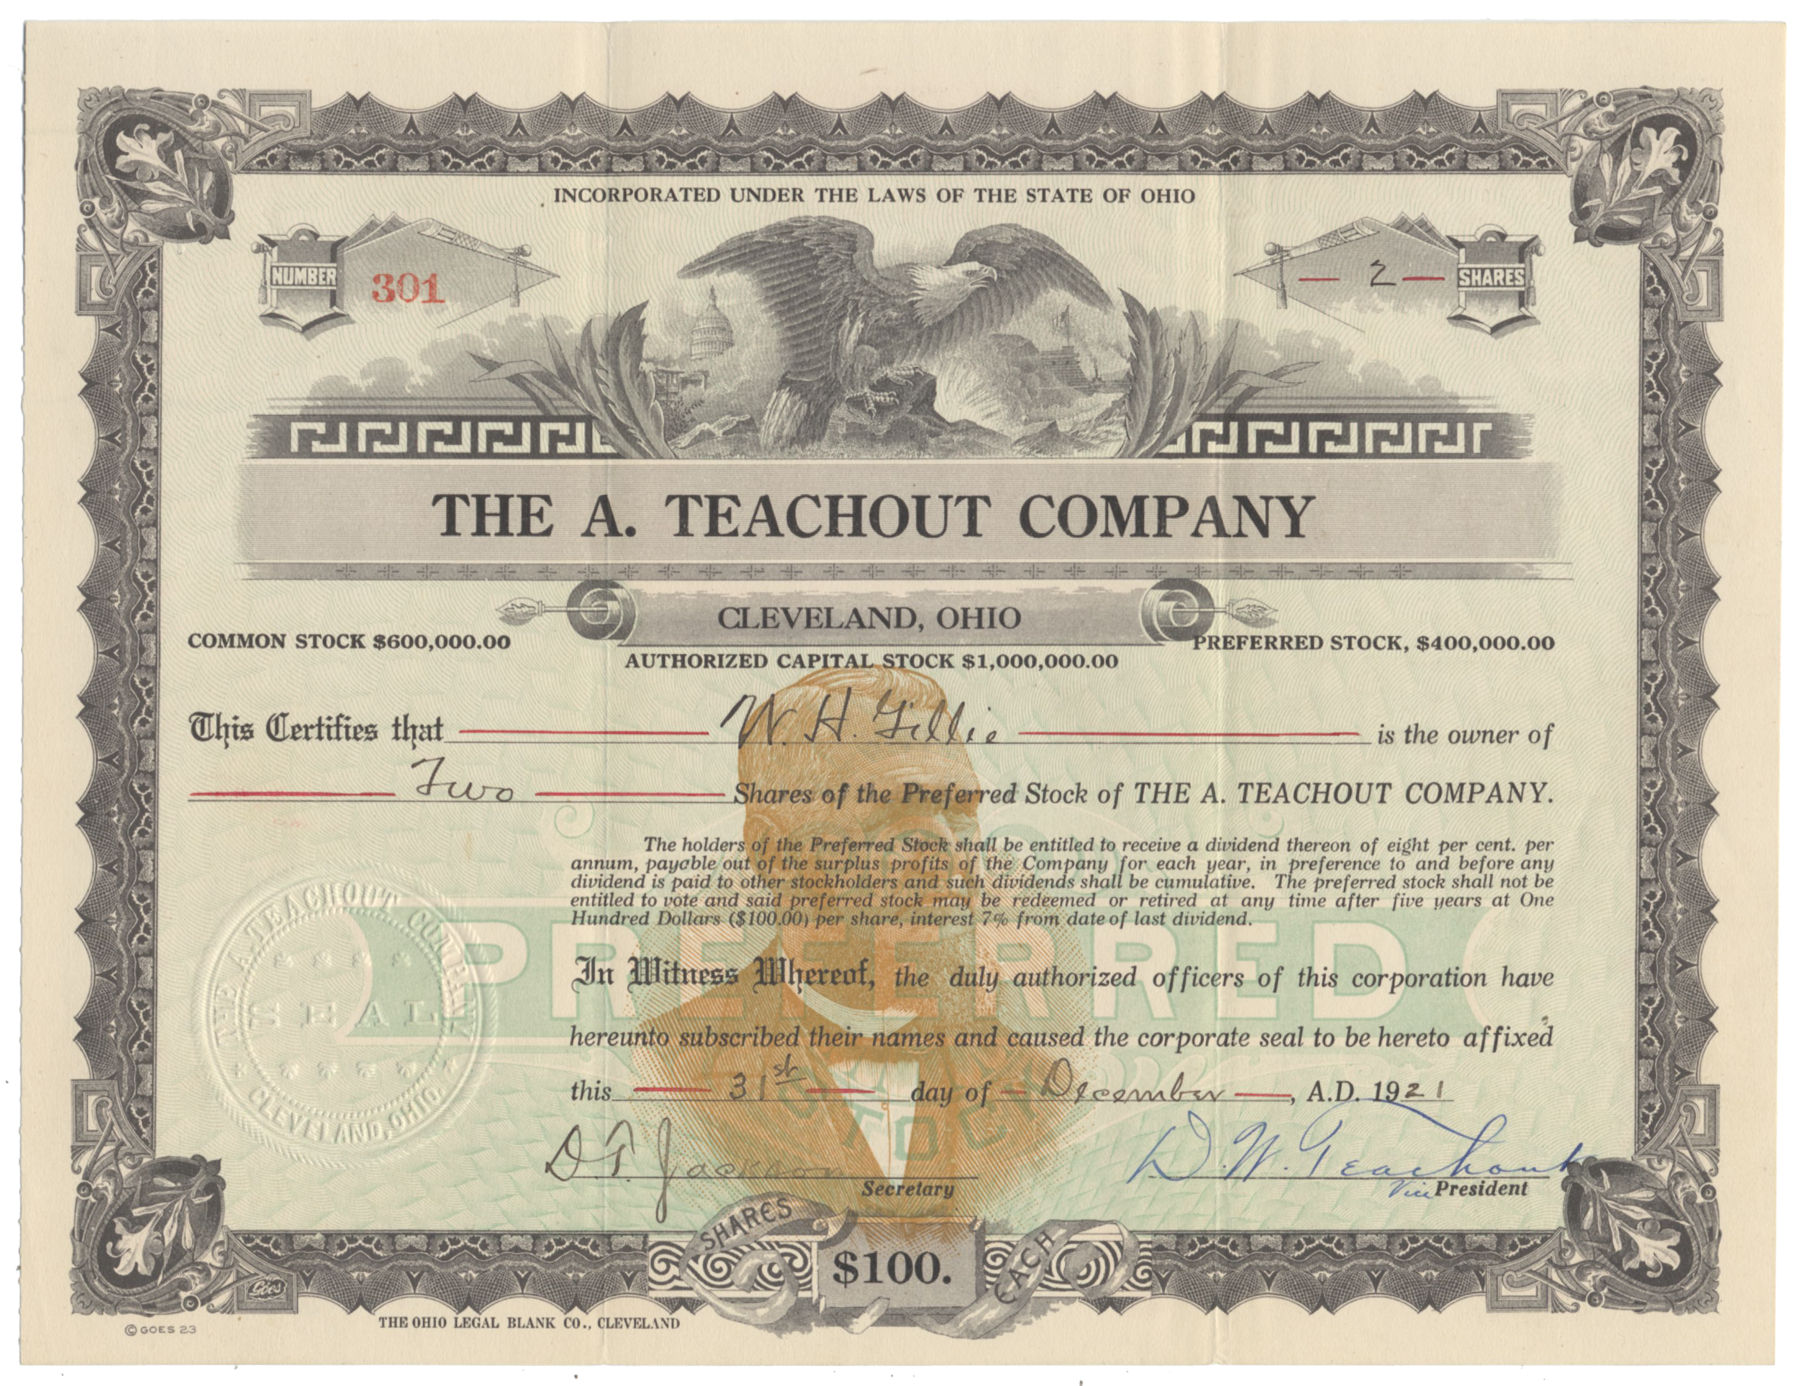 INCORPORATED UNDER THE LAWS OF THE STATE OF OHIO
NUMBER 301
— 2 — SHARES
THE A. TEACHOUT COMPANY
CLEVELAND, OHIO
COMMON STOCK $600,000.00
PREFERRED STOCK, $400,000.00
AUTHORIZED CAPITAL STOCK $1,000,000.00
This Certifies that W. H. Gillie is the owner of
Two Shares of the Preferred Stock of THE A. TEACHOUT COMPANY.
The holders of the Preferred Stock shall be entitled to receive a dividend thereon of eight per cent. per
annum, payable out of the surplus profits of the Company for each year, in preference to and before any
dividend is paid to other stockholders and such dividends shall be cumulative. The preferred stock shall not be
entitled to vote and said preferred stock may be redeemed or retired at any time after five years at One
Hundred Dollars ($100.00) per share, interest 7% from date of last dividend.
PREFERRED
STOCK
In Witness Whereof, the duly authorized officers of this corporation have
hereunto subscribed their names and caused the corporate seal to be hereto affixed
this 31st day of December, A.D. 1921
THE A. TEACHOUT COMPANY
SEAL
CLEVELAND, OHIO.
D T Jackson
Secretary
D. W. Teachout
Vice President
SHARES $100. EACH
Goes
© GOES 23
THE OHIO LEGAL BLANK CO., CLEVELAND